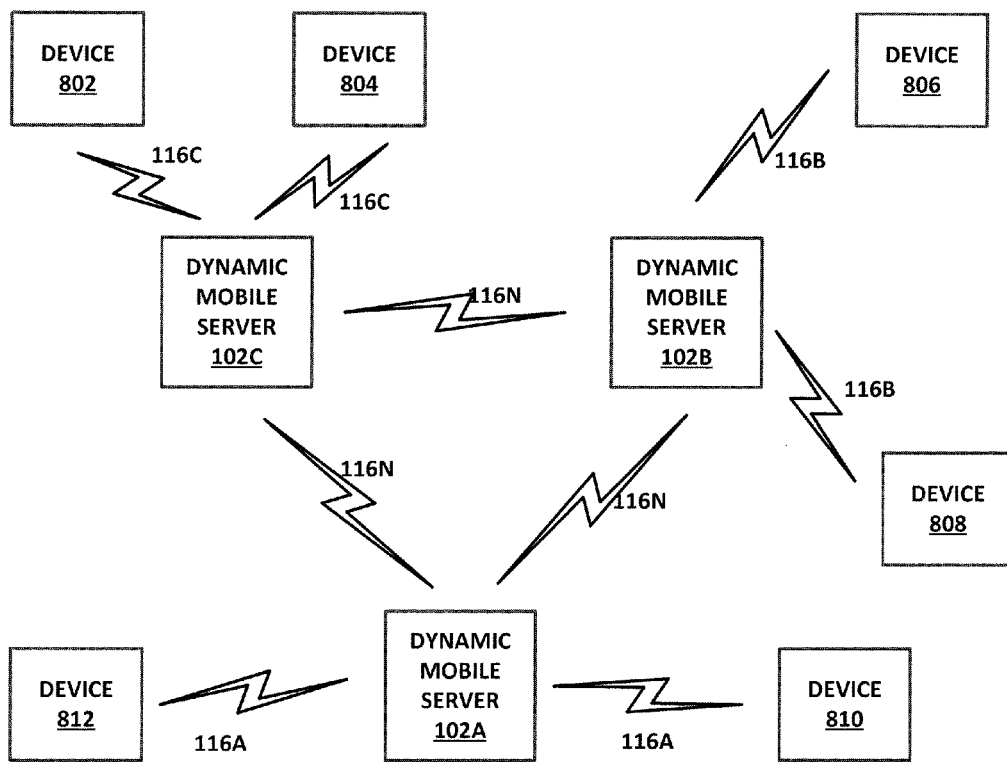 DEVICE
802
DEVICE
804
DEVICE
806
116C
116C
116B
DYNAMIC
MOBILE
SERVER
102C
116N
DYNAMIC
MOBILE
SERVER
102B
116B
116N
116N
DEVICE
808
DEVICE
812
116A
DYNAMIC
MOBILE
SERVER
102A
116A
DEVICE
810